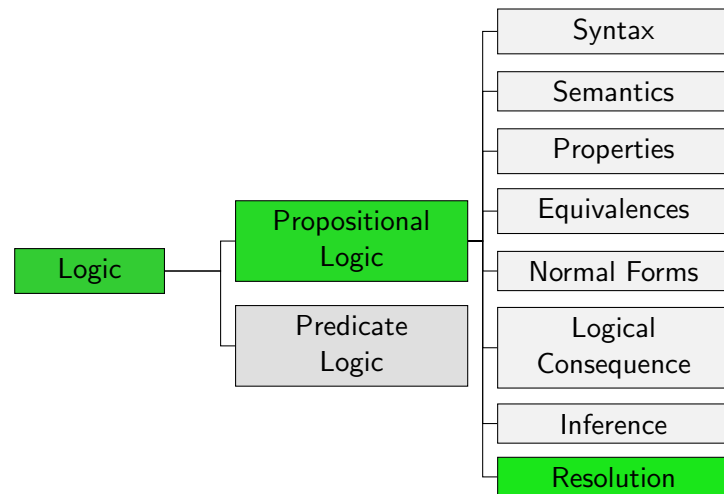 Logic
Propositional
Logic
Predicate
Logic
Syntax
Semantics
Properties
Equivalences
Normal Forms
Logical
Consequence
Inference
Resolution